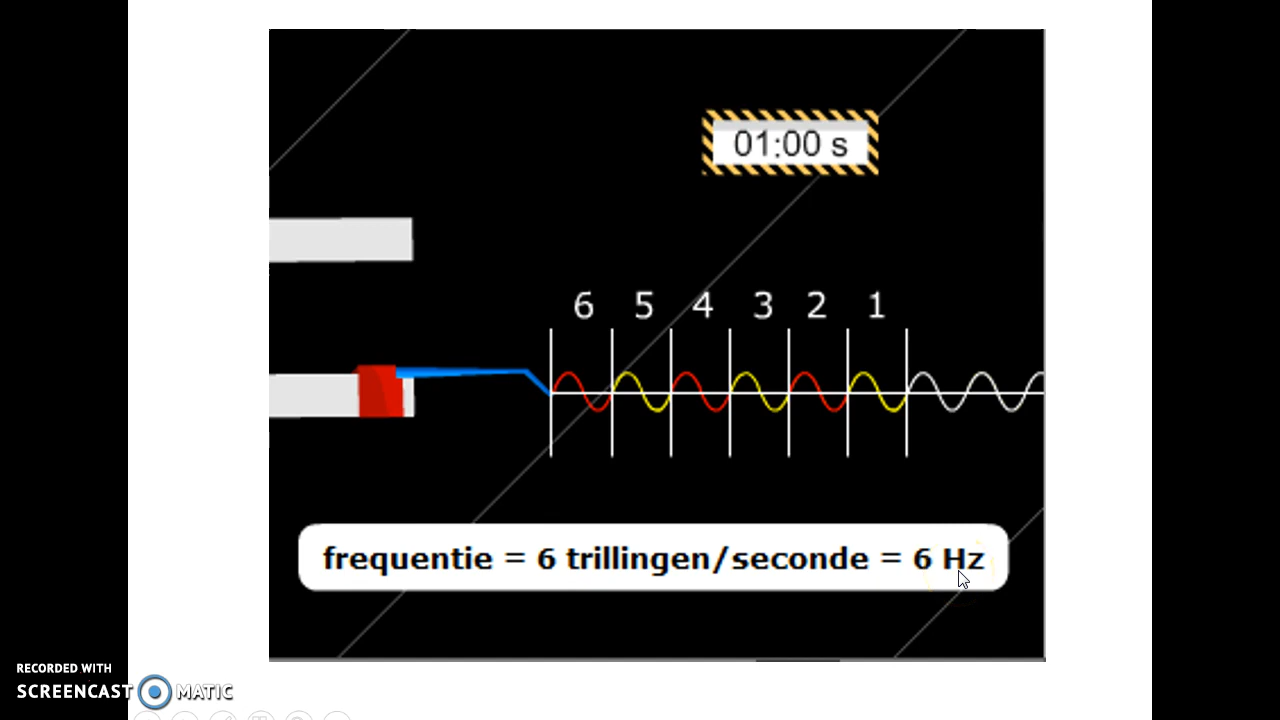 01:00 s
6 5 4 3 2 1
frequentie = 6 trillingen/seconde = 6 Hz
RECORDED WITH
SCREENCAST MATIC